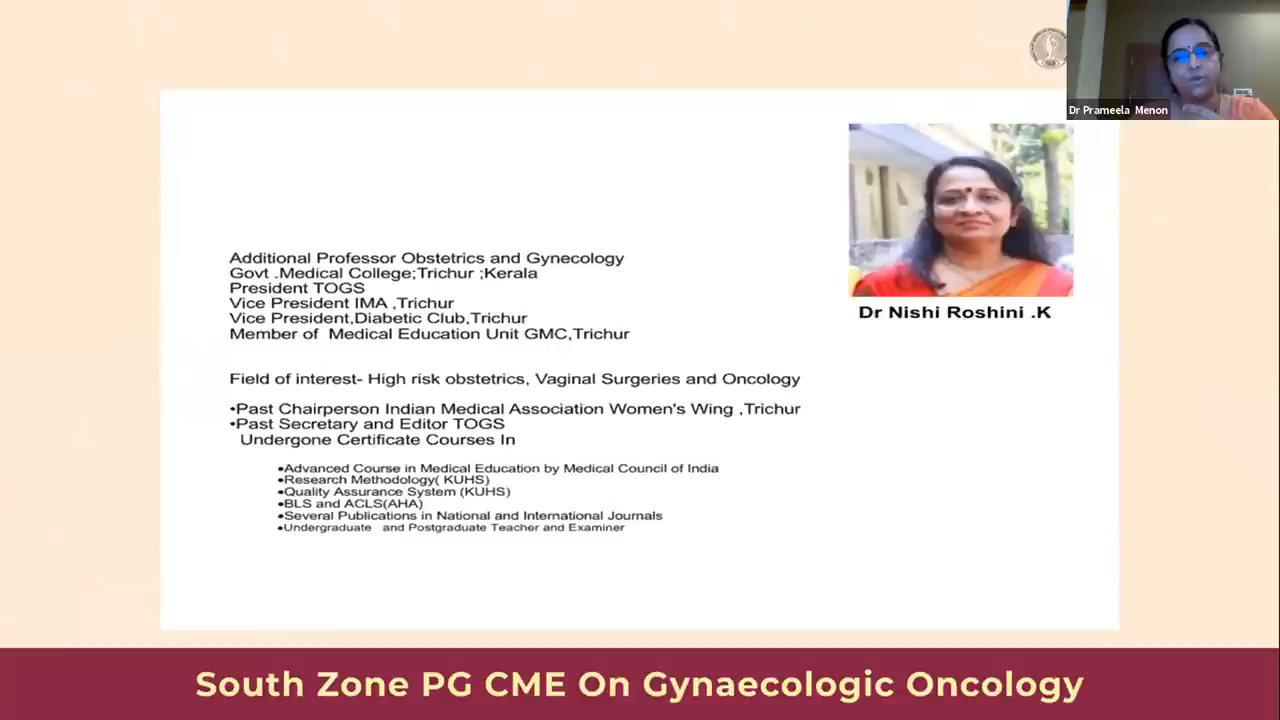 Dr Prameela Menon
Additional Professor Obstetrics and Gynecology
Govt .Medical College;Trichur ;Kerala
President TOGS
Vice President IMA ,Trichur
Vice President,Diabetic Club,Trichur
Member of Medical Education Unit GMC,Trichur
Dr Nishi Roshini .K
Field of interest- High risk obstetrics, Vaginal Surgeries and Oncology
•Past Chairperson Indian Medical Association Women's Wing ,Trichur
•Past Secretary and Editor TOGS
Undergone Certificate Courses In
•Advanced Course in Medical Education by Medical Council of India
•Research Methodology( KUHS)
•Quality Assurance System (KUHS)
•BLS and ACLS(AHA)
•Several Publications in National and International Journals
•Undergraduate and Postgraduate Teacher and Examiner
South Zone PG CME On Gynaecologic Oncology